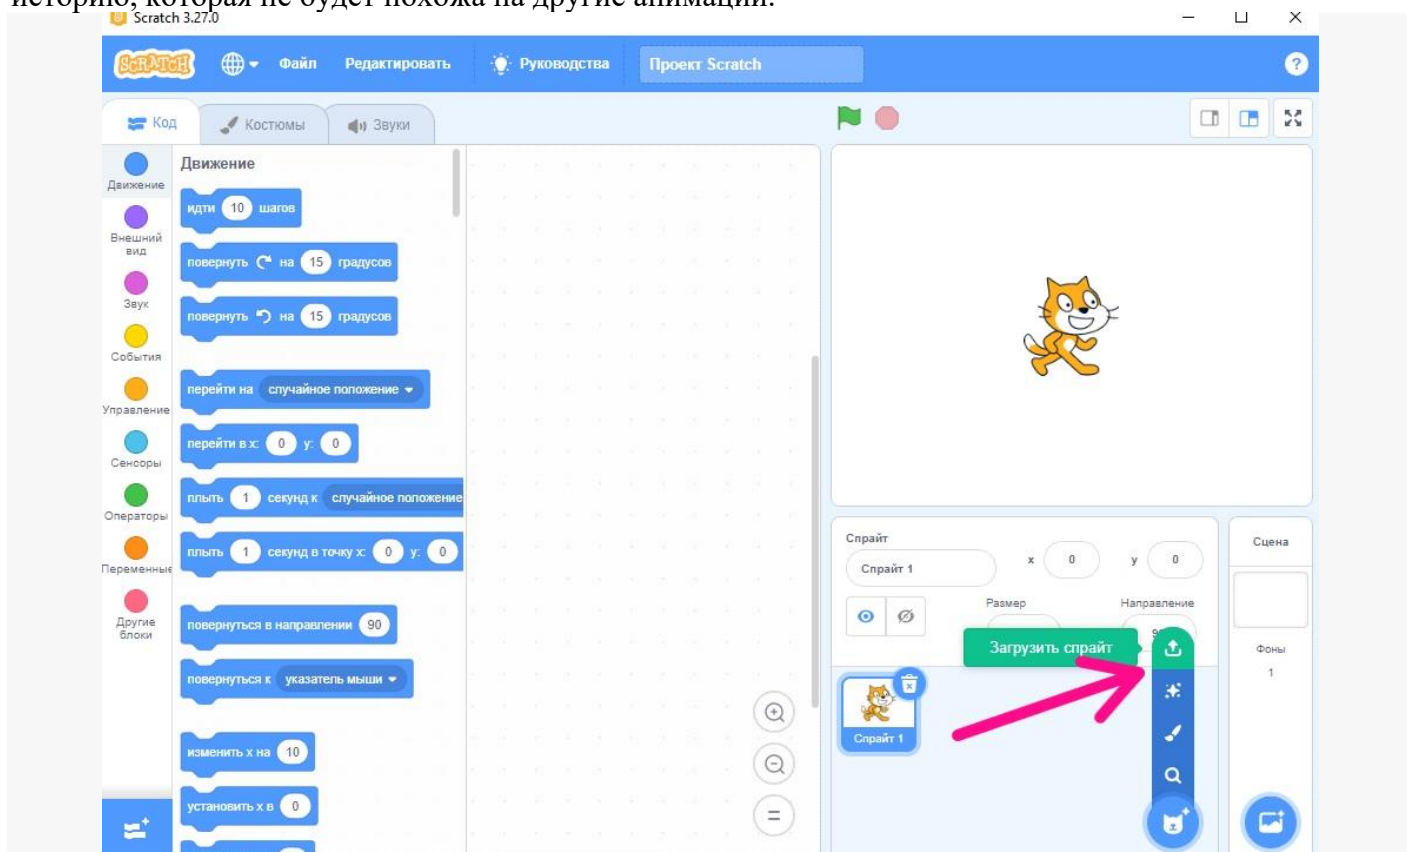 историю, которая не будет похожа на другие анимации.
Scratch 3.27.0
SCRATCH Файл Редактировать Руководства Проект Scratch ?
Код Костюмы Звуки
Движение
Внешний
вид
Звук
События
Управление
Сенсоры
Операторы
Переменные
Другие
блоки
Движение
идти 10 шагов
повернуть на 15 градусов
повернуть на 15 градусов
перейти на случайное положение
перейти в x: 0 y: 0
плыть 1 секунд к случайное положение
плыть 1 секунд в точку x: 0 y: 0
повернуться в направлении 90
повернуться к указатель мыши
изменить x на 10
установить x в 0
Спрайт
Спрайт 1 x 0 y 0
Размер Направление
Загрузить спрайт
Спрайт 1
Сцена
Фоны
1